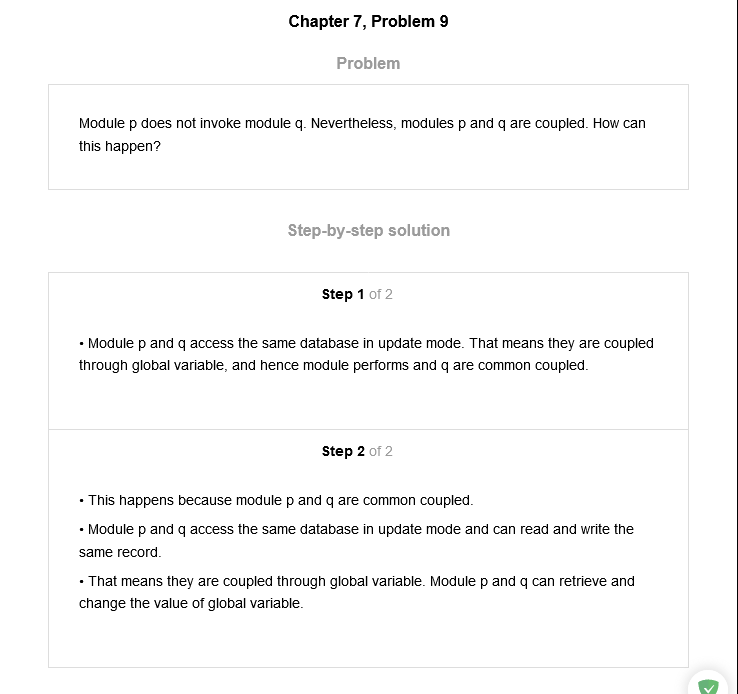 Chapter 7, Problem 9
Problem
Module p does not invoke module q. Nevertheless, modules p and q are coupled. How can
this happen?
Step-by-step solution
Step 1 of 2
• Module p and q access the same database in update mode. That means they are coupled
through global variable, and hence module performs and q are common coupled.
Step 2 of 2
• This happens because module p and q are common coupled.
• Module p and q access the same database in update mode and can read and write the
same record.
• That means they are coupled through global variable. Module p and q can retrieve and
change the value of global variable.